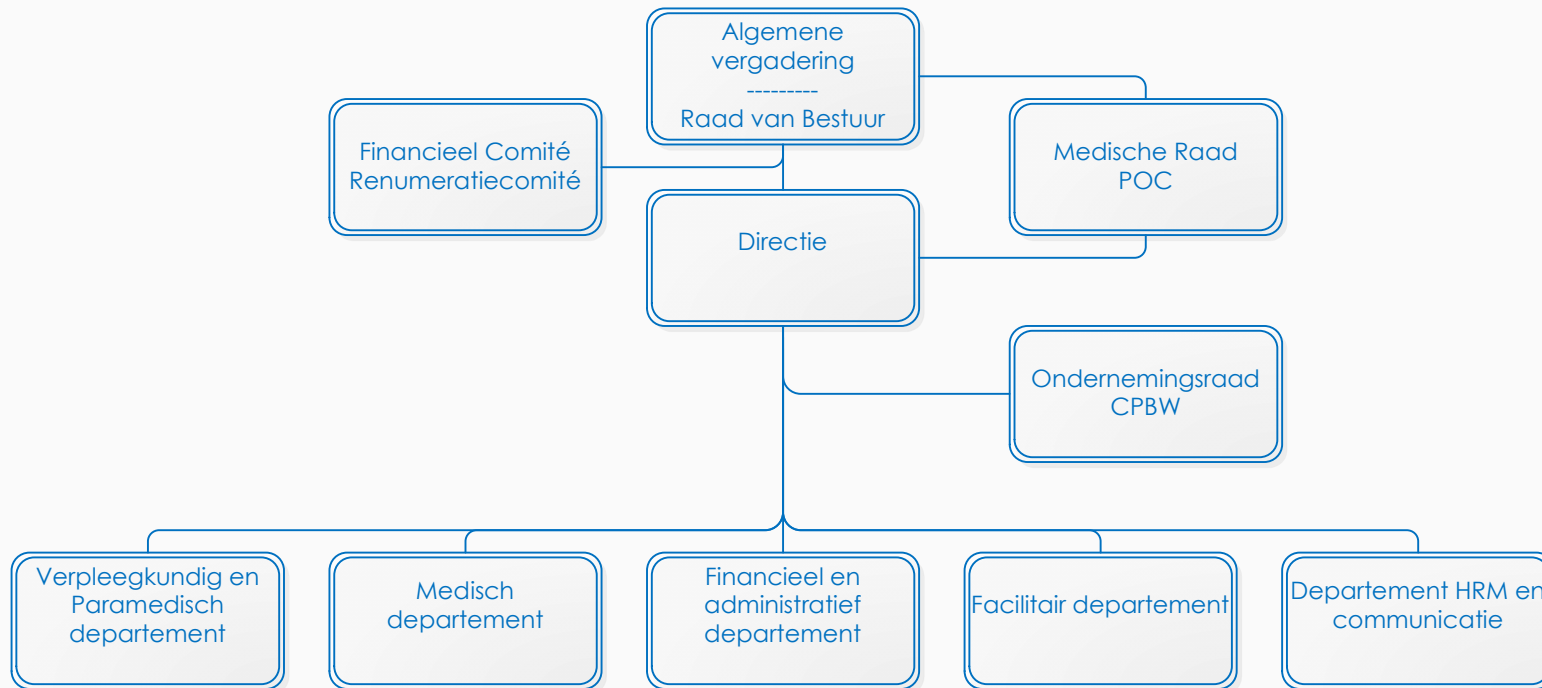 Algemene
vergadering
---------
Raad van Bestuur
Financieel Comité
Renumeratiecomité
Medische Raad
POC
Directie
Ondernemingsraad
CPBW
Verpleegkundig en
Paramedisch
departement
Medisch
departement
Financieel en
administratief
departement
Facilitair departement
Departement HRM en
communicatie